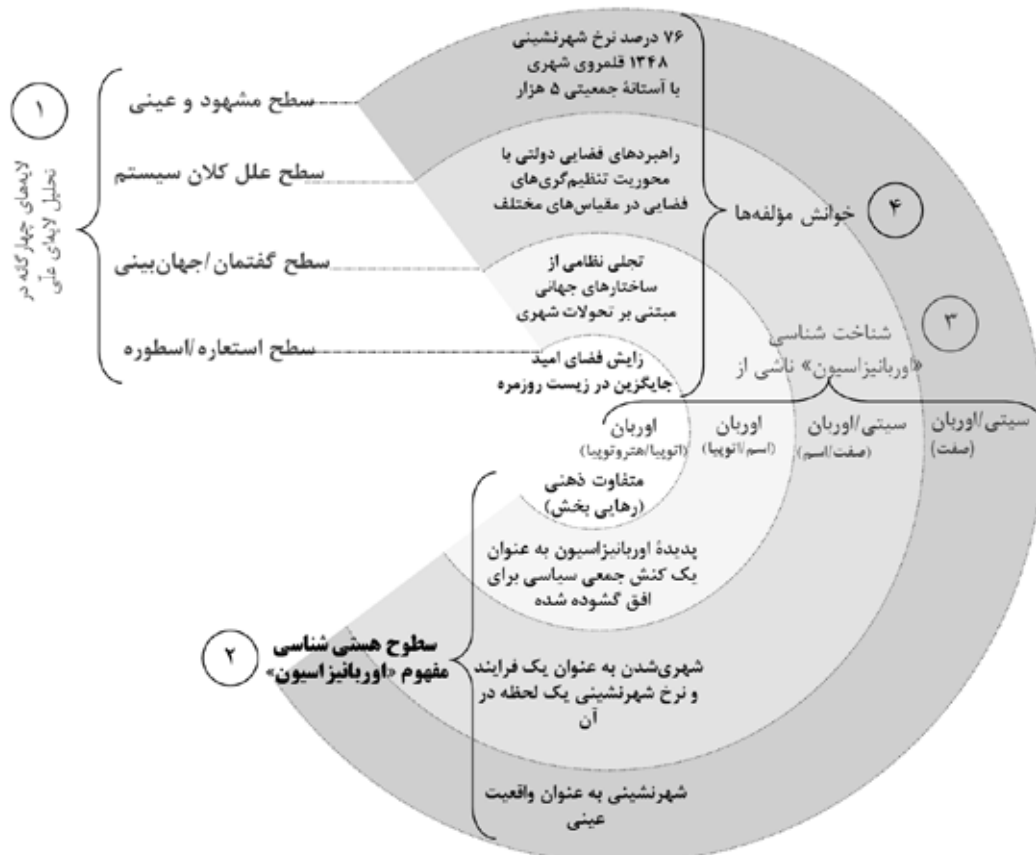 ۱
لایه‌های چهارگانه در
تحلیل لایه‌ای علّی
سطح مشهود و عینی
سطح علل کلان سیستم
سطح گفتمان/جهان‌بینی
سطح استعاره/اسطوره
۷۶ درصد نرخ شهرنشینی
۱۳۴۸ قلمروی شهری
با آستانهٔ جمعیتی ۵ هزار
راهبردهای فضایی دولتی با
محوریت تنظیم‌گری‌های
فضایی در مقیاس‌های مختلف
تجلی نظامی از
ساختارهای جهانی
مبتنی بر تحولات شهری
زایش فضای امید
جایگزین در زیست روزمره
۴
خوانش مؤلفه‌ها
۳
شناخت شناسی
«اوربانیزاسیون» ناشی از
سیتی/اوربان
(صفت)
سیتی/اوربان
(صفت/اسم)
اوربان
(اسم/اتوپیا)
اوربان
(اتوپیا/هتروتوپیا)
متفاوت ذهنی
(رهایی بخش)
پدیدهٔ اوربانیزاسیون به عنوان
یک کنش جمعی سیاسی برای
افق گشوده شده
۲
سطوح هستی شناسی
مفهوم «اوربانیزاسیون»
شهری‌شدن به عنوان یک فرایند
و نرخ شهرنشینی یک لحظه در
آن
شهرنشینی به عنوان واقعیت
عینی